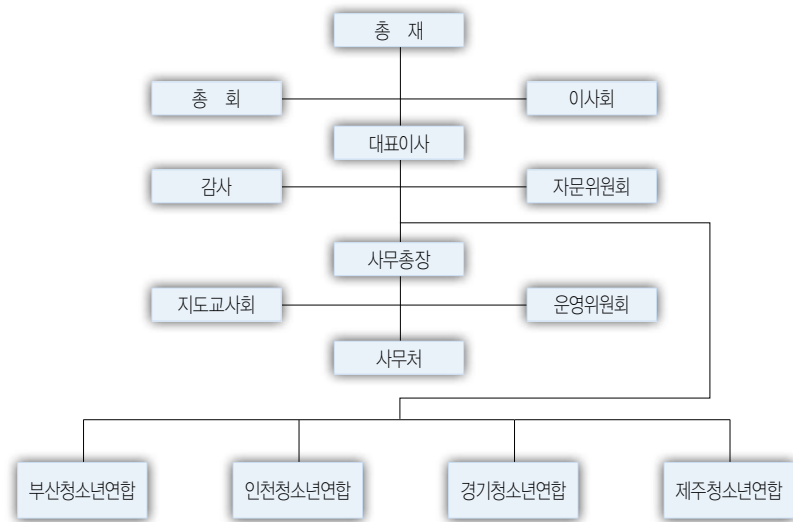 총 재
총 회
이사회
대표이사
감사
자문위원회
사무총장
지도교사회
운영위원회
사무처
부산청소년연합
인천청소년연합
경기청소년연합
제주청소년연합